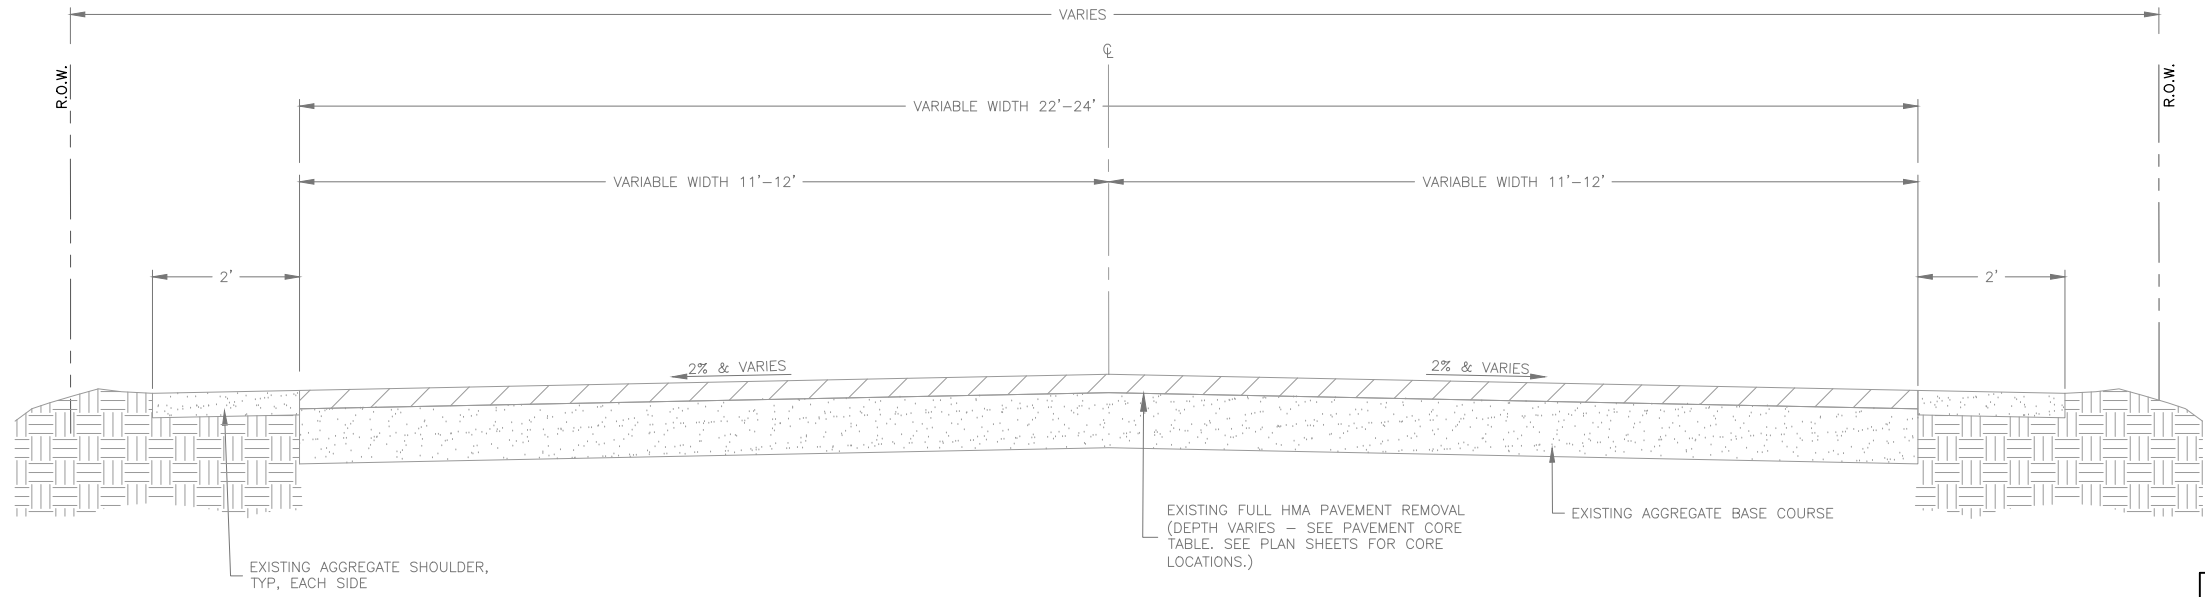 VARIES
℄
R.O.W.
R.O.W.
VARIABLE WIDTH 22'-24'
VARIABLE WIDTH 11'-12'
VARIABLE WIDTH 11'-12'
2'
2'
2% & VARIES
2% & VARIES
EXISTING FULL HMA PAVEMENT REMOVAL
(DEPTH VARIES – SEE PAVEMENT CORE
TABLE. SEE PLAN SHEETS FOR CORE
LOCATIONS.)
EXISTING AGGREGATE BASE COURSE
EXISTING AGGREGATE SHOULDER,
TYP, EACH SIDE